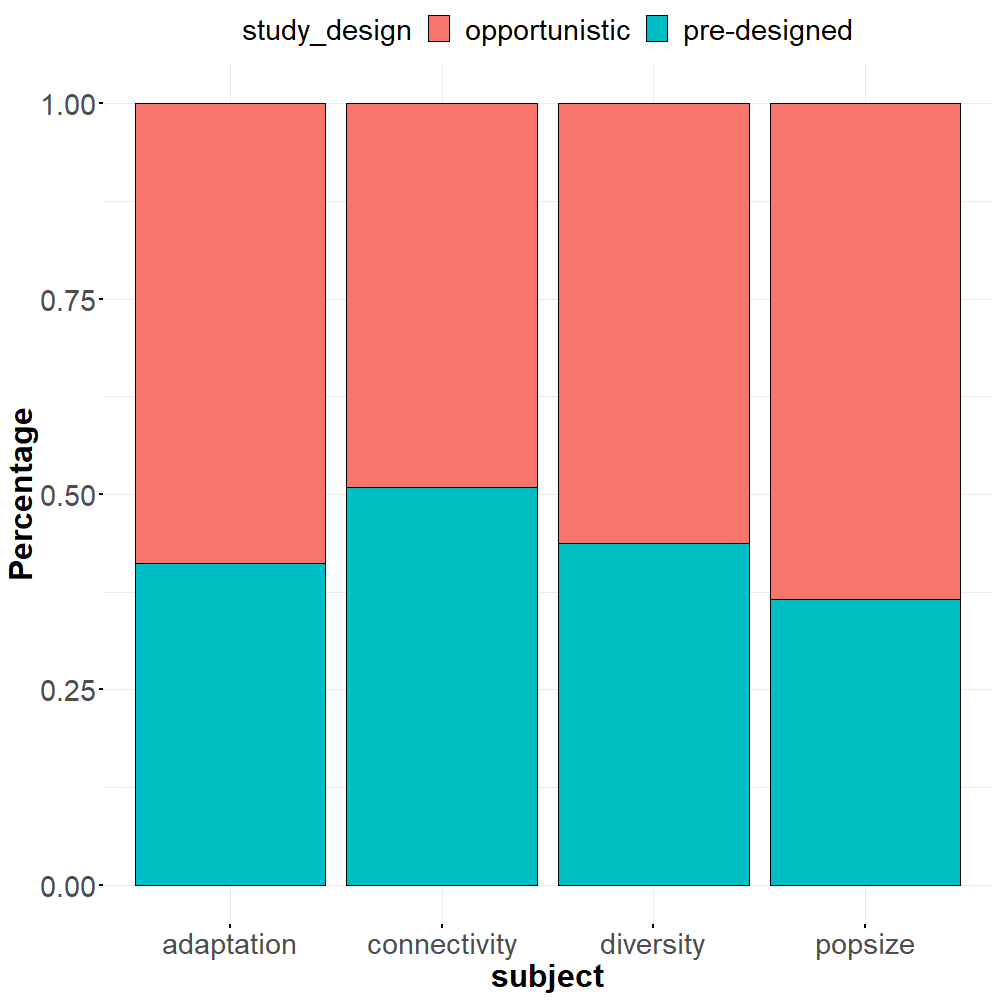 study_design opportunistic pre-designed
Percentage
1.00
0.75
0.50
0.25
0.00
adaptation connectivity diversity popsize
subject